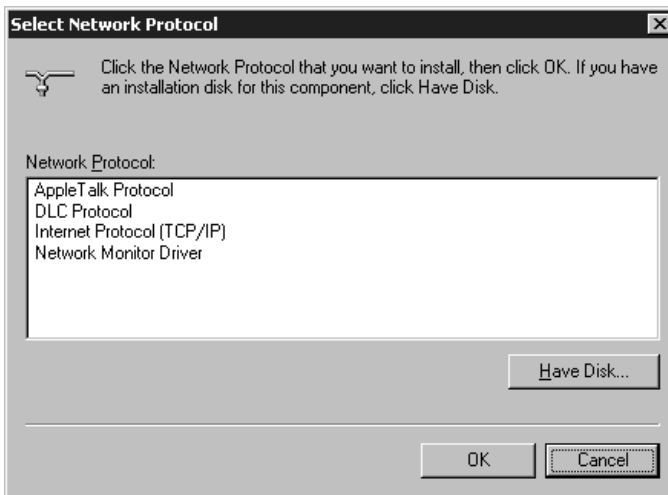 Select Network Protocol
Click the Network Protocol that you want to install, then click OK. If you have
an installation disk for this component, click Have Disk.
Network Protocol:
AppleTalk Protocol
DLC Protocol
Internet Protocol (TCP/IP)
Network Monitor Driver
Have Disk...
OK
Cancel